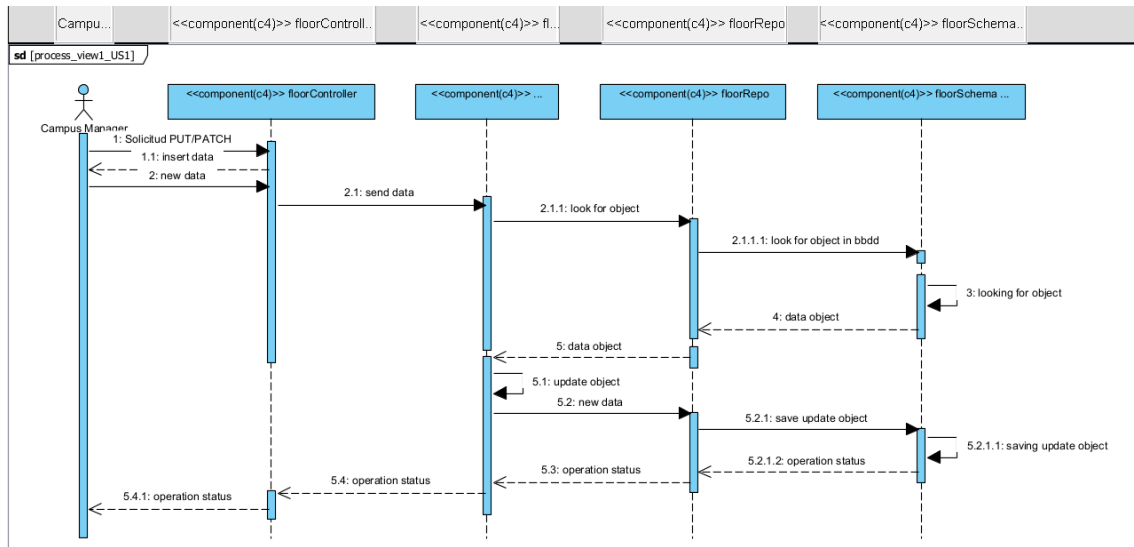 Campu...
<<component(c4)>> floorControll..
<<component(c4)>> fl...
<<component(c4)>> floorRepo
<<component(c4)>> floorSchema..
sd [process_view1_US1]
<<component(c4)>> floorController
<<component(c4)>> ...
<<component(c4)>> floorRepo
<<component(c4)>> floorSchema ...
Campus Manager
1: Solicitud PUT/PATCH
1.1: insert data
2: new data
2.1: send data
2.1.1: look for object
2.1.1.1: look for object in bbdd
3: looking for object
4: data object
5: data object
5.1: update object
5.2: new data
5.2.1: save update object
5.2.1.1: saving update object
5.2.1.2: operation status
5.3: operation status
5.4: operation status
5.4.1: operation status